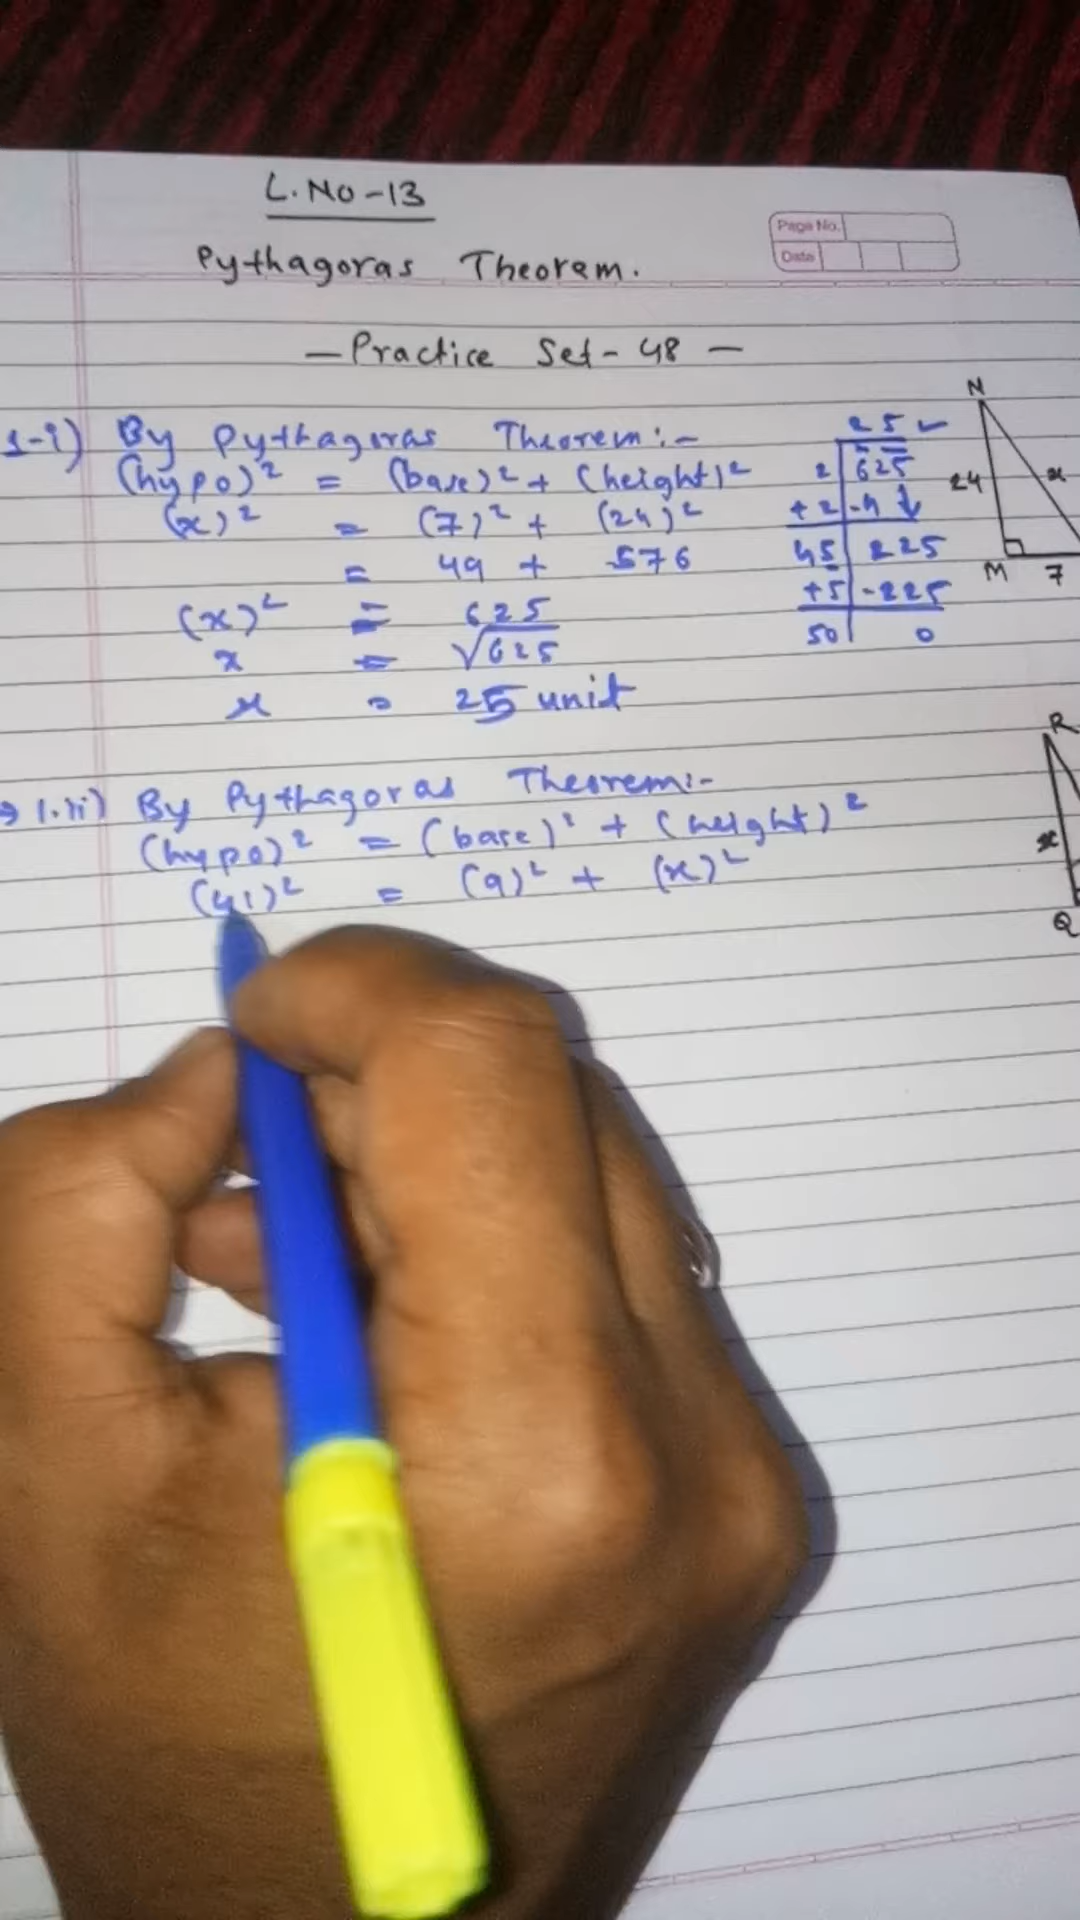 L. No - 13
Page No.
Date
Pythagoras Theorem.
- Practice Set - 48 -
1-i) By Pythagoras Theorem :-
(hypo)² = (base)² + (height)²
(x)² = (7)² + (24)²
= 49 + 576
(x)² = 625
x = √625
x = 25 unit
25 ✓
2 | 625
+2 | -4 ↓
45 | 225
+5 | -225
50 | 0
N
24 x
M 7
→ 1.ii) By Pythagoras Theorem :-
(hypo)² = (base)² + (height)²
(41)² = (9)² + (x)²
R
x
Q